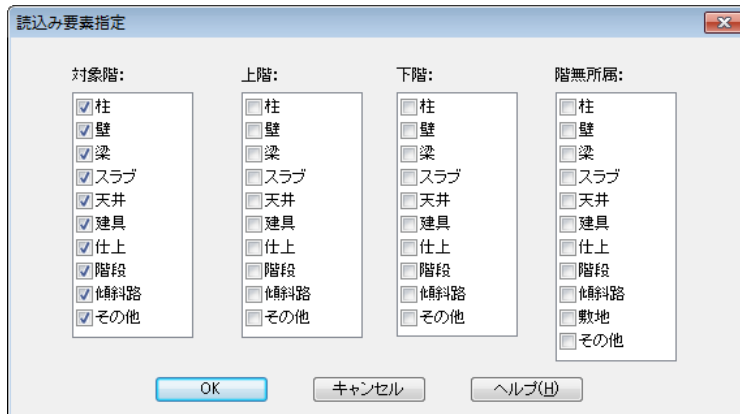 読込み要素指定
対象階:
柱
壁
梁
スラブ
天井
建具
仕上
階段
傾斜路
その他
上階:
柱
壁
梁
スラブ
天井
建具
仕上
階段
傾斜路
その他
下階:
柱
壁
梁
スラブ
天井
建具
仕上
階段
傾斜路
その他
階無所属:
柱
壁
梁
スラブ
天井
建具
仕上
階段
傾斜路
敷地
その他
OK
キャンセル
ヘルプ(H)